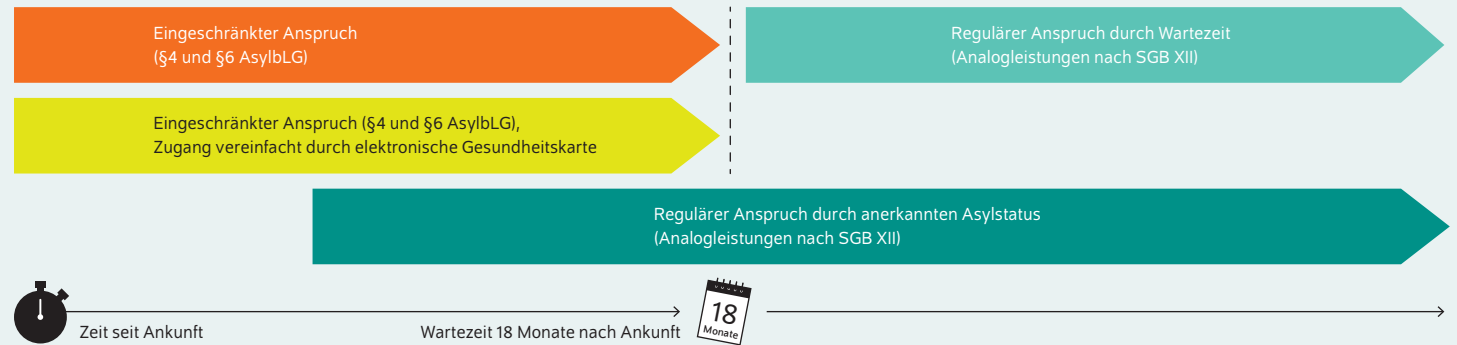 Eingeschränkter Anspruch
(§4 und §6 AsylbLG)
Regulärer Anspruch durch Wartezeit
(Analogleistungen nach SGB XII)
Eingeschränkter Anspruch (§4 und §6 AsylbLG),
Zugang vereinfacht durch elektronische Gesundheitskarte
Regulärer Anspruch durch anerkannten Asylstatus
(Analogleistungen nach SGB XII)
Zeit seit Ankunft
Wartezeit 18 Monate nach Ankunft
18
Monate